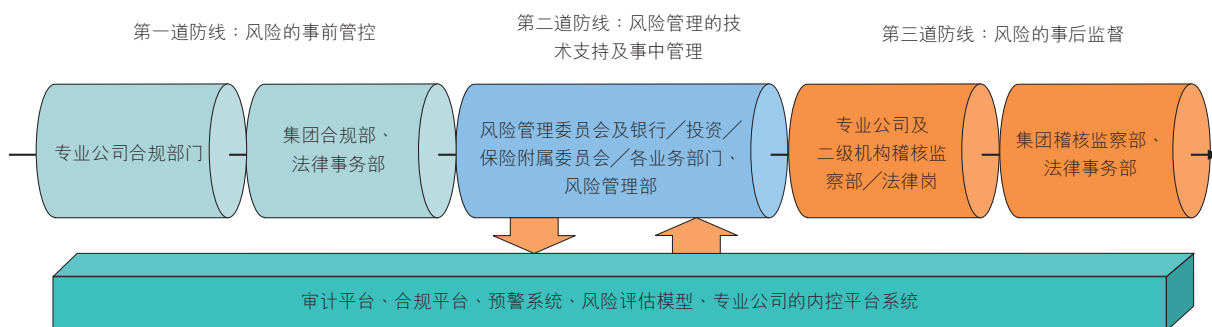 第一道防线：风险的事前管控
第二道防线：风险管理的技
术支持及事中管理
第三道防线：风险的事后监督
专业公司合规部门
集团合规部、
法律事务部
风险管理委员会及银行／投资／
保险附属委员会／各业务部门、
风险管理部
专业公司及
二级机构稽核监
察部／法律岗
集团稽核监察部、
法律事务部
审计平台、合规平台、预警系统、风险评估模型、专业公司的内控平台系统